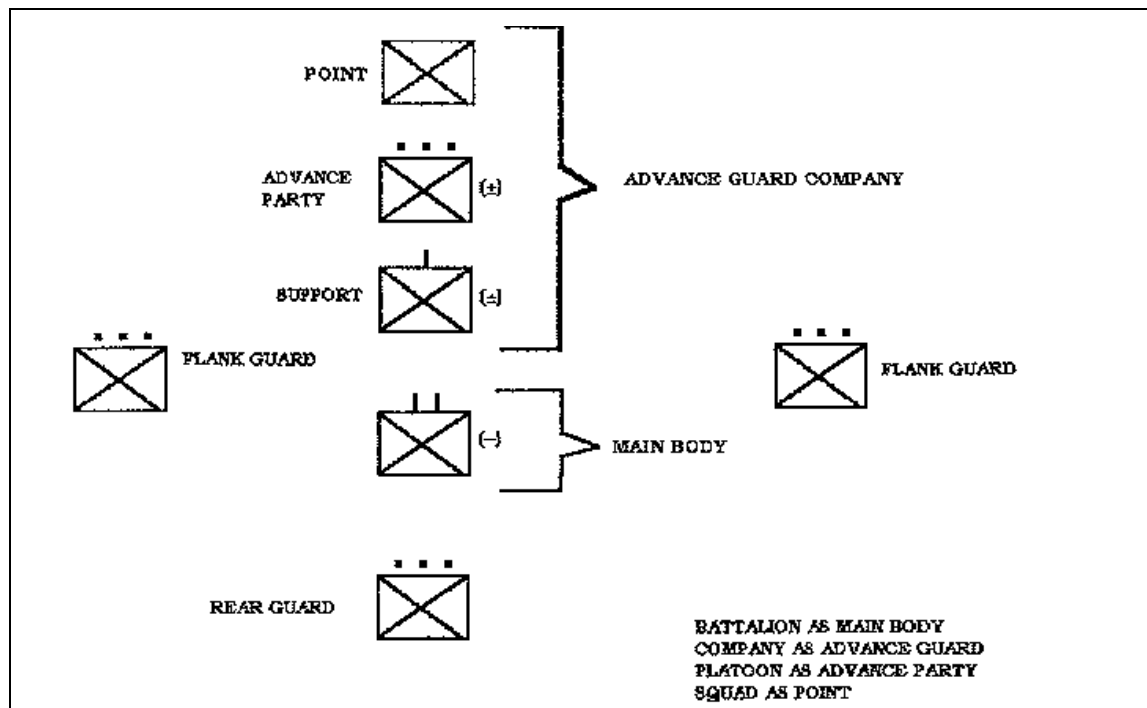 POINT
ADVANCE
PARTY
(±)
ADVANCE GUARD COMPANY
SUPPORT
(±)
FLANK GUARD
FLANK GUARD
(-)
MAIN BODY
REAR GUARD
BATTALION AS MAIN BODY
COMPANY AS ADVANCE GUARD
PLATOON AS ADVANCE PARTY
SQUAD AS POINT